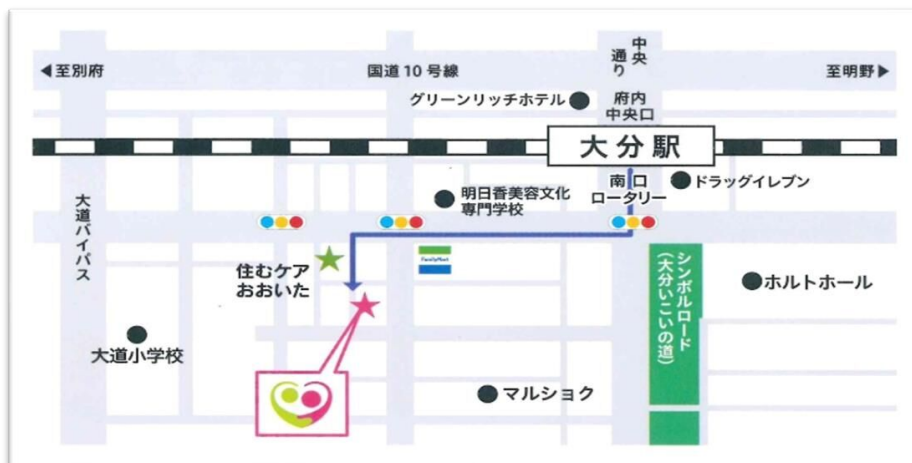 中央
通り
◀至別府
国道10号線
至明野▶
グリーンリッチホテル
府内
中央口
大分駅
南口
ロータリー
ドラッグイレブン
明日香美容文化
専門学校
大道バイパス
FamilyMart
住むケア
おおいた
シンボルロード
(大分いこいの道)
ホルトホール
大道小学校
マルショク